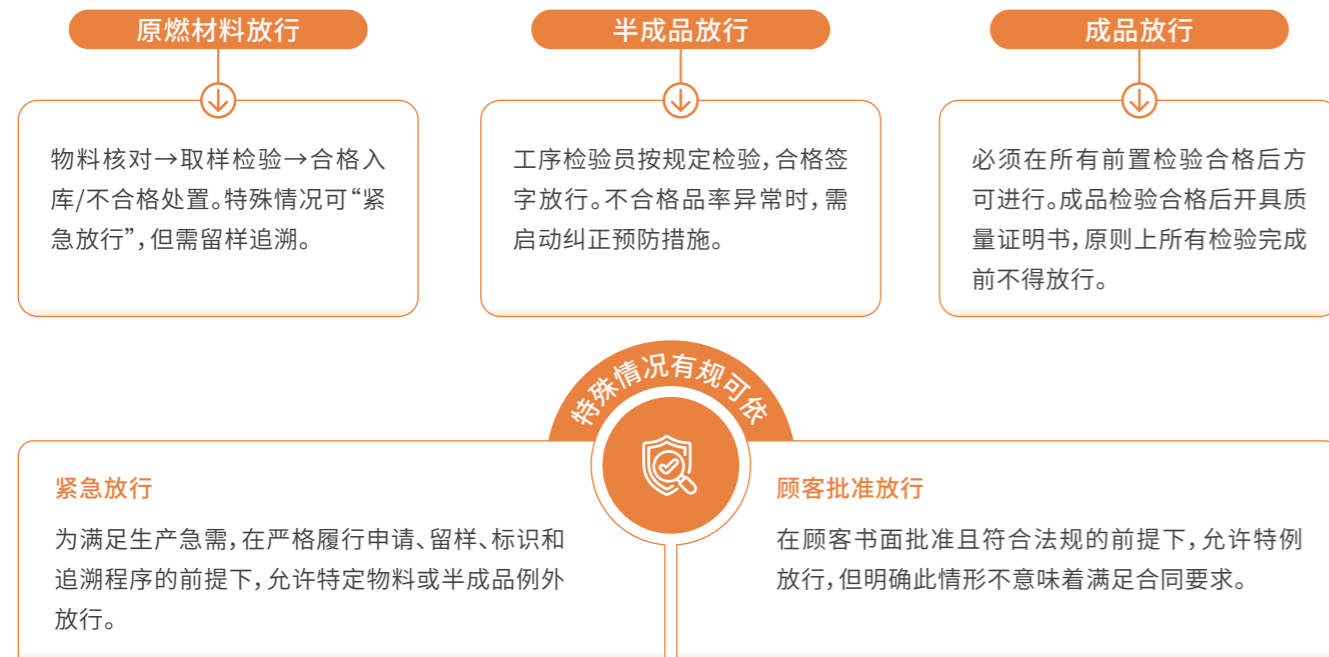 原燃材料放行
物料核对→取样检验→合格入
库/不合格处置。特殊情况可“紧
急放行”,但需留样追溯。
半成品放行
工序检验员按规定检验,合格签
字放行。不合格品率异常时,需
启动纠正预防措施。
成品放行
必须在所有前置检验合格后方
可进行。成品检验合格后开具质
量证明书,原则上所有检验完成
前不得放行。
特殊情况有规可依
紧急放行
为满足生产急需,在严格履行申请、留样、标识和
追溯程序的前提下,允许特定物料或半成品例外
放行。
顾客批准放行
在顾客书面批准且符合法规的前提下,允许特例
放行,但明确此情形不意味着满足合同要求。